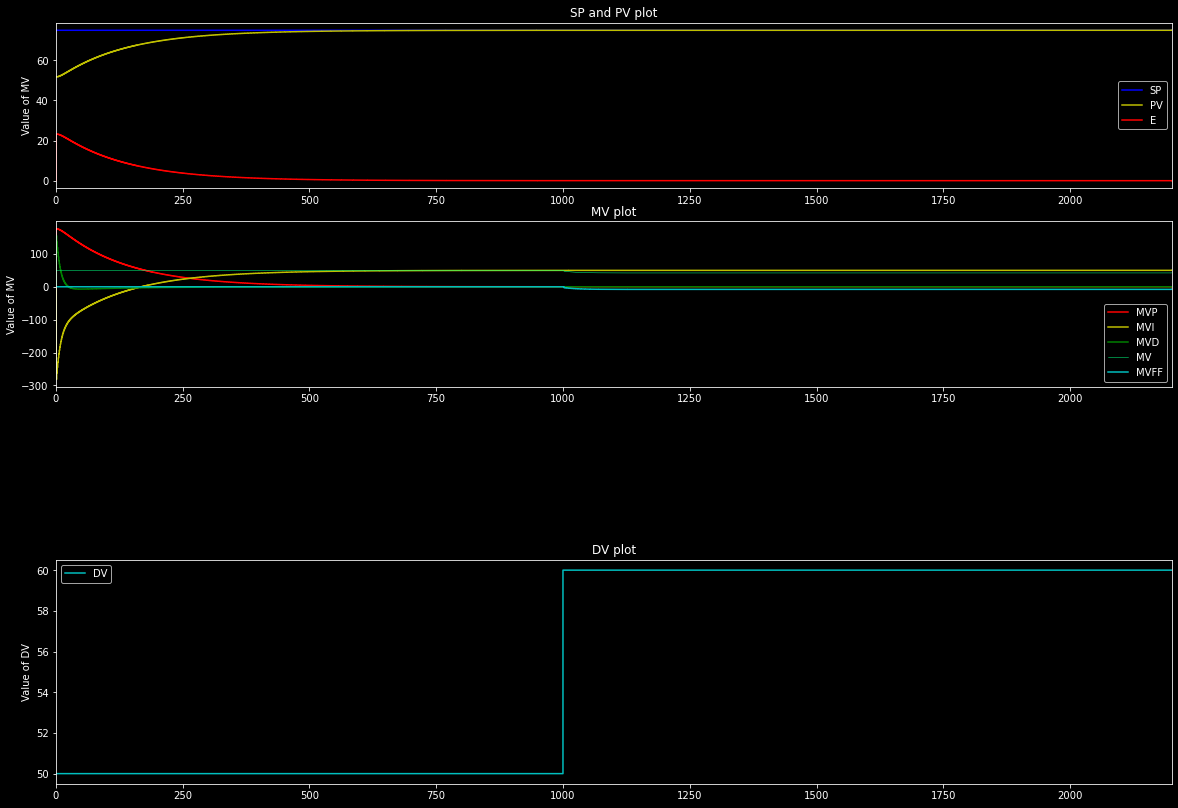 SP and PV plot
Value of MV
60
40
20
0
SP
PV
E
0 250 500 750 1000 1250 1500 1750 2000
MV plot
Value of MV
100
0
−100
−200
−300
MVP
MVI
MVD
MV
MVFF
0 250 500 750 1000 1250 1500 1750 2000
DV plot
Value of DV
60
58
56
54
52
50
DV
0 250 500 750 1000 1250 1500 1750 2000